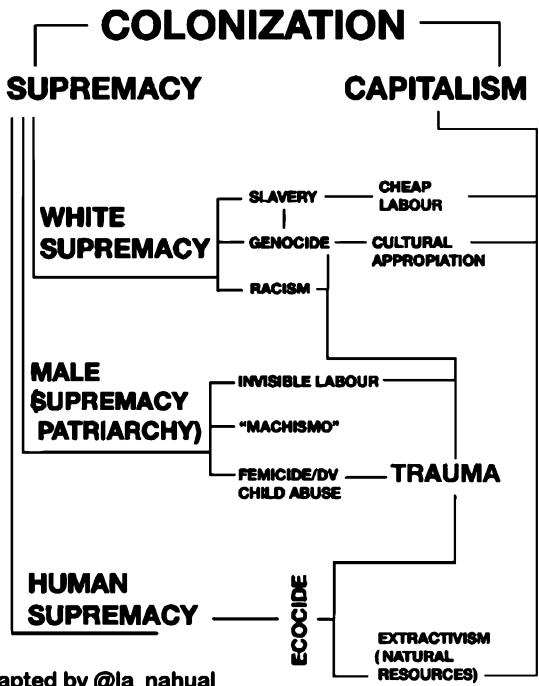 COLONIZATION
SUPREMACY
CAPITALISM
WHITE
SUPREMACY
SLAVERY
CHEAP
LABOUR
GENOCIDE
CULTURAL
APPROPIATION
RACISM
MALE
(SUPREMACY
PATRIARCHY)
INVISIBLE LABOUR
"MACHISMO"
FEMICIDE/DV
CHILD ABUSE
TRAUMA
HUMAN
SUPREMACY
ECOCIDE
EXTRACTIVISM
(NATURAL
RESOURCES)
apted by @la_nahual